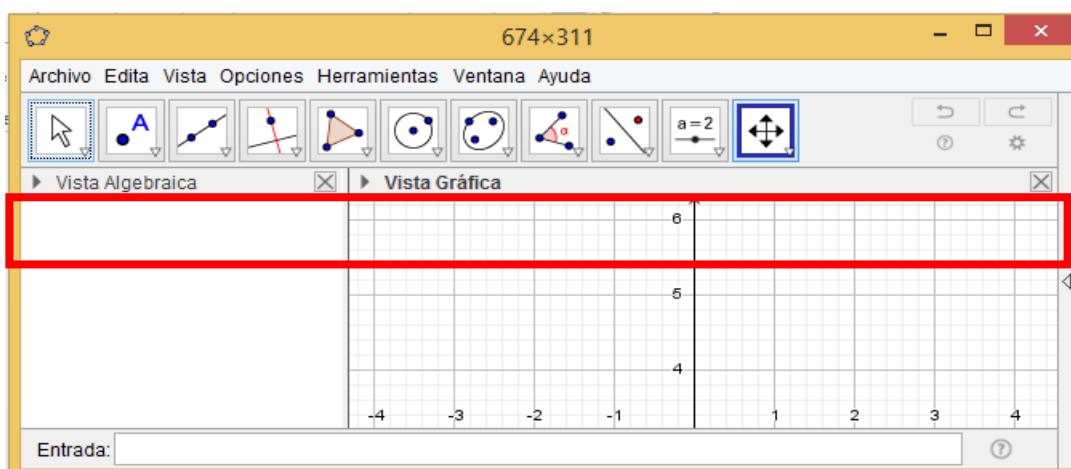 674×311
Archivo Edita Vista Opciones Herramientas Ventana Ayuda
A α a=2
Vista Algebraica Vista Gráfica
6
5
4
-4 -3 -2 -1 1 2 3 4
Entrada: